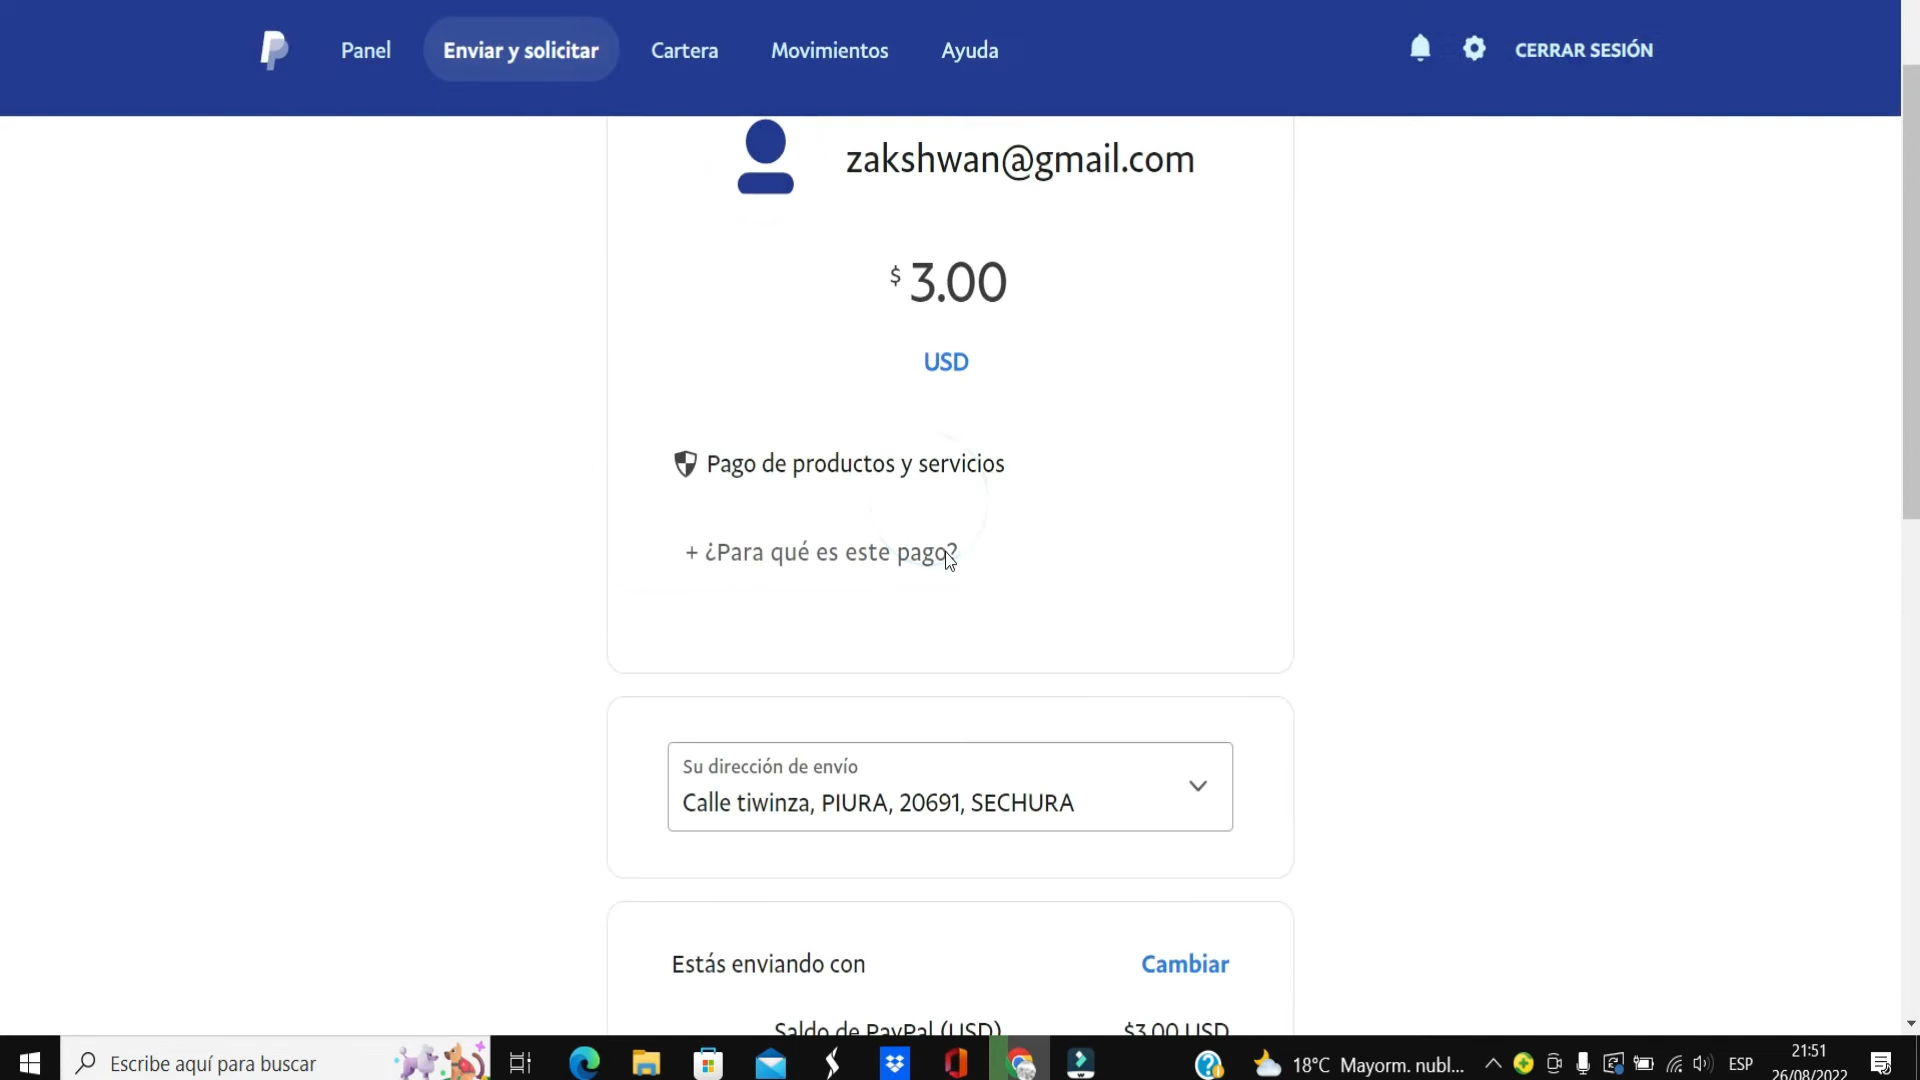 Panel
Enviar y solicitar
Cartera
Movimientos
Ayuda
CERRAR SESIÓN
zakshwan@gmail.com
$ 3.00
USD
Pago de productos y servicios
+ ¿Para qué es este pago?
Su dirección de envío
Calle tiwinza, PIURA, 20691, SECHURA
Estás enviando con
Cambiar
Saldo de PayPal (USD)
$3.00 USD
Escribe aquí para buscar
18°C Mayorm. nubl...
ESP
21:51
26/08/2022